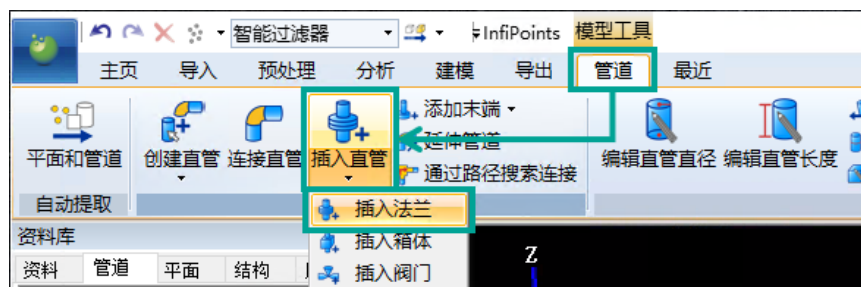 智能过滤器 InfiPoints 模型工具
主页 导入 预处理 分析 建模 导出 管道 最近
添加末端
延伸管道
平面和管道 创建直管 连接直管 插入直管 通过路径搜索连接 编辑直管直径 编辑直管长度
自动提取
插入法兰
资料库
插入箱体
资料 管道 平面 结构
插入阀门
Z